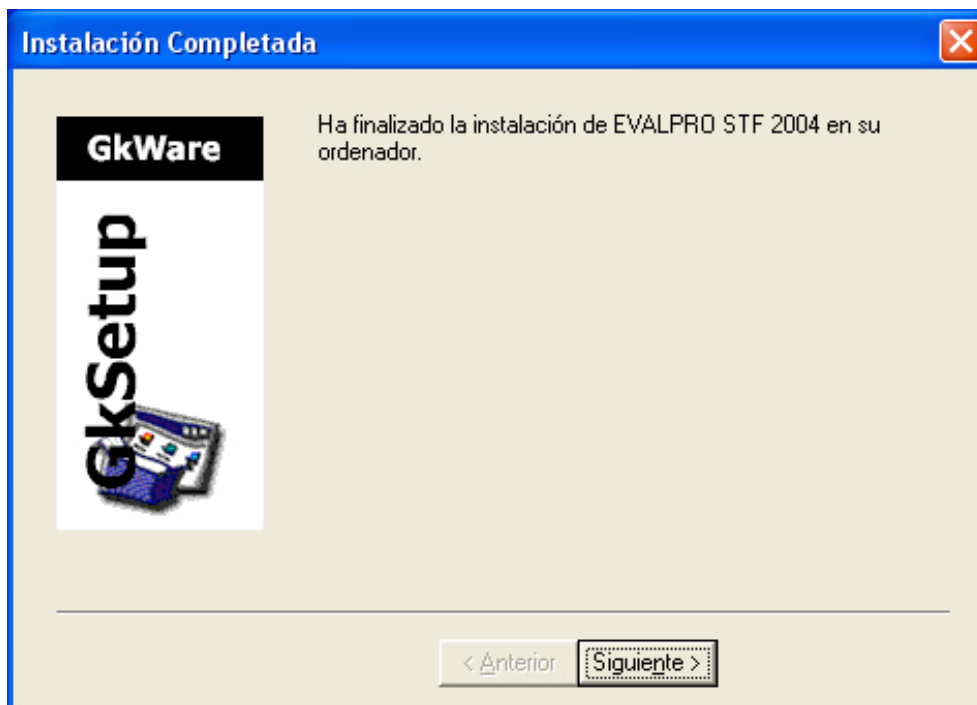 Instalación Completada
GkWare
GkSetup
Ha finalizado la instalación de EVALPRO STF 2004 en su
ordenador.
< Anterior
Siguiente >